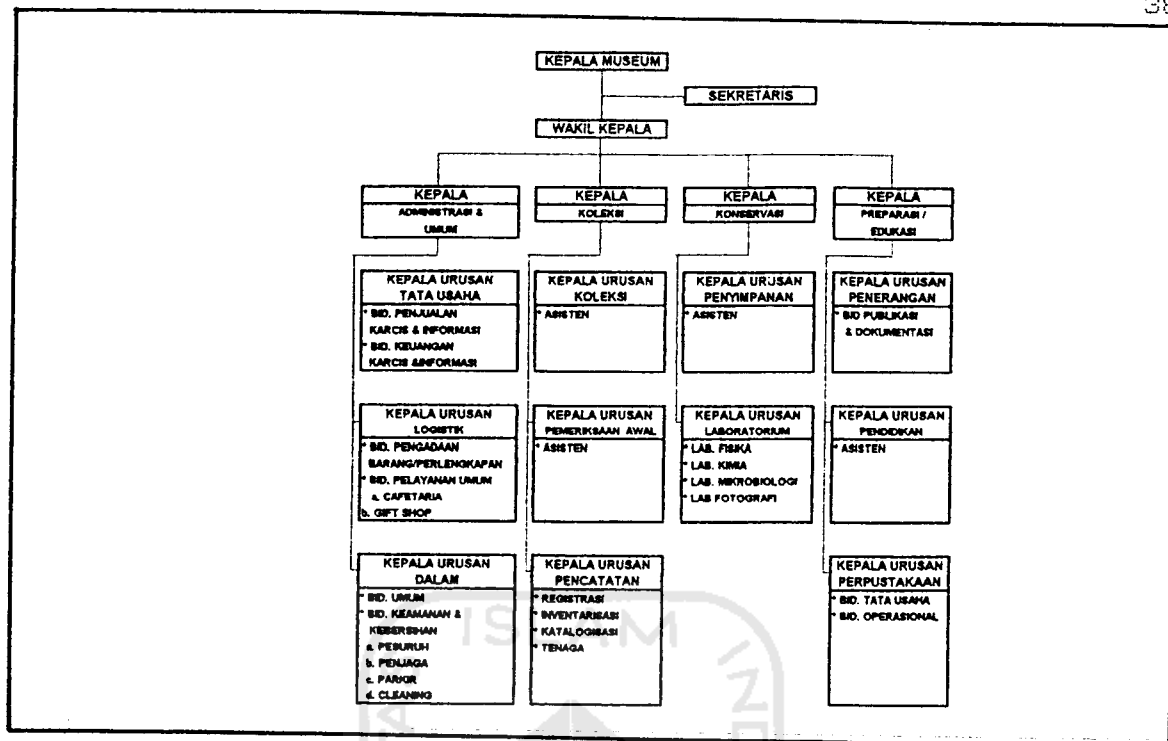 38
KEPALA MUSEUM
SEKRETARIS
WAKIL KEPALA
KEPALA
ADMINISTRASI &
UMUM
KEPALA
KOLEKSI
KEPALA
KONSERVASI
KEPALA
PREPARASI /
EDUKASI
KEPALA URUSAN
TATA USAHA
* BID. PENJUALAN
KARCIS & INFORMASI
* BID. KEUANGAN
KARCIS &INFORMASI
KEPALA URUSAN
KOLEKSI
* ASISTEN
KEPALA URUSAN
PENYIMPANAN
* ASISTEN
KEPALA URUSAN
PENERANGAN
* BID PUBLIKASI
& DOKUMENTASI
KEPALA URUSAN
LOGISTIK
* BID. PENGADAAN
BARANG/PERLENGKAPAN
* BID. PELAYANAN UMUM
a. CAFETARIA
b. GIFT SHOP
KEPALA URUSAN
PEMERIKSAAN AWAL
* ASISTEN
KEPALA URUSAN
LABORATORIUM
* LAB. FISIKA
* LAB. KIMIA
* LAB. MIKROBIOLOGI
* LAB FOTOGRAFI
KEPALA URUSAN
PENDIDIKAN
* ASISTEN
KEPALA URUSAN
DALAM
* BID. UMUM
* BID. KEAMANAN &
KEBERSIHAN
a. PESURUH
b. PENJAGA
c. PARKIR
d. CLEANING
KEPALA URUSAN
PENCATATAN
* REGISTRASI
* INVENTARISASI
* KATALOGISASI
* TENAGA
KEPALA URUSAN
PERPUSTAKAAN
* BID. TATA USAHA
* BID. OPERASIONAL
ISLAM